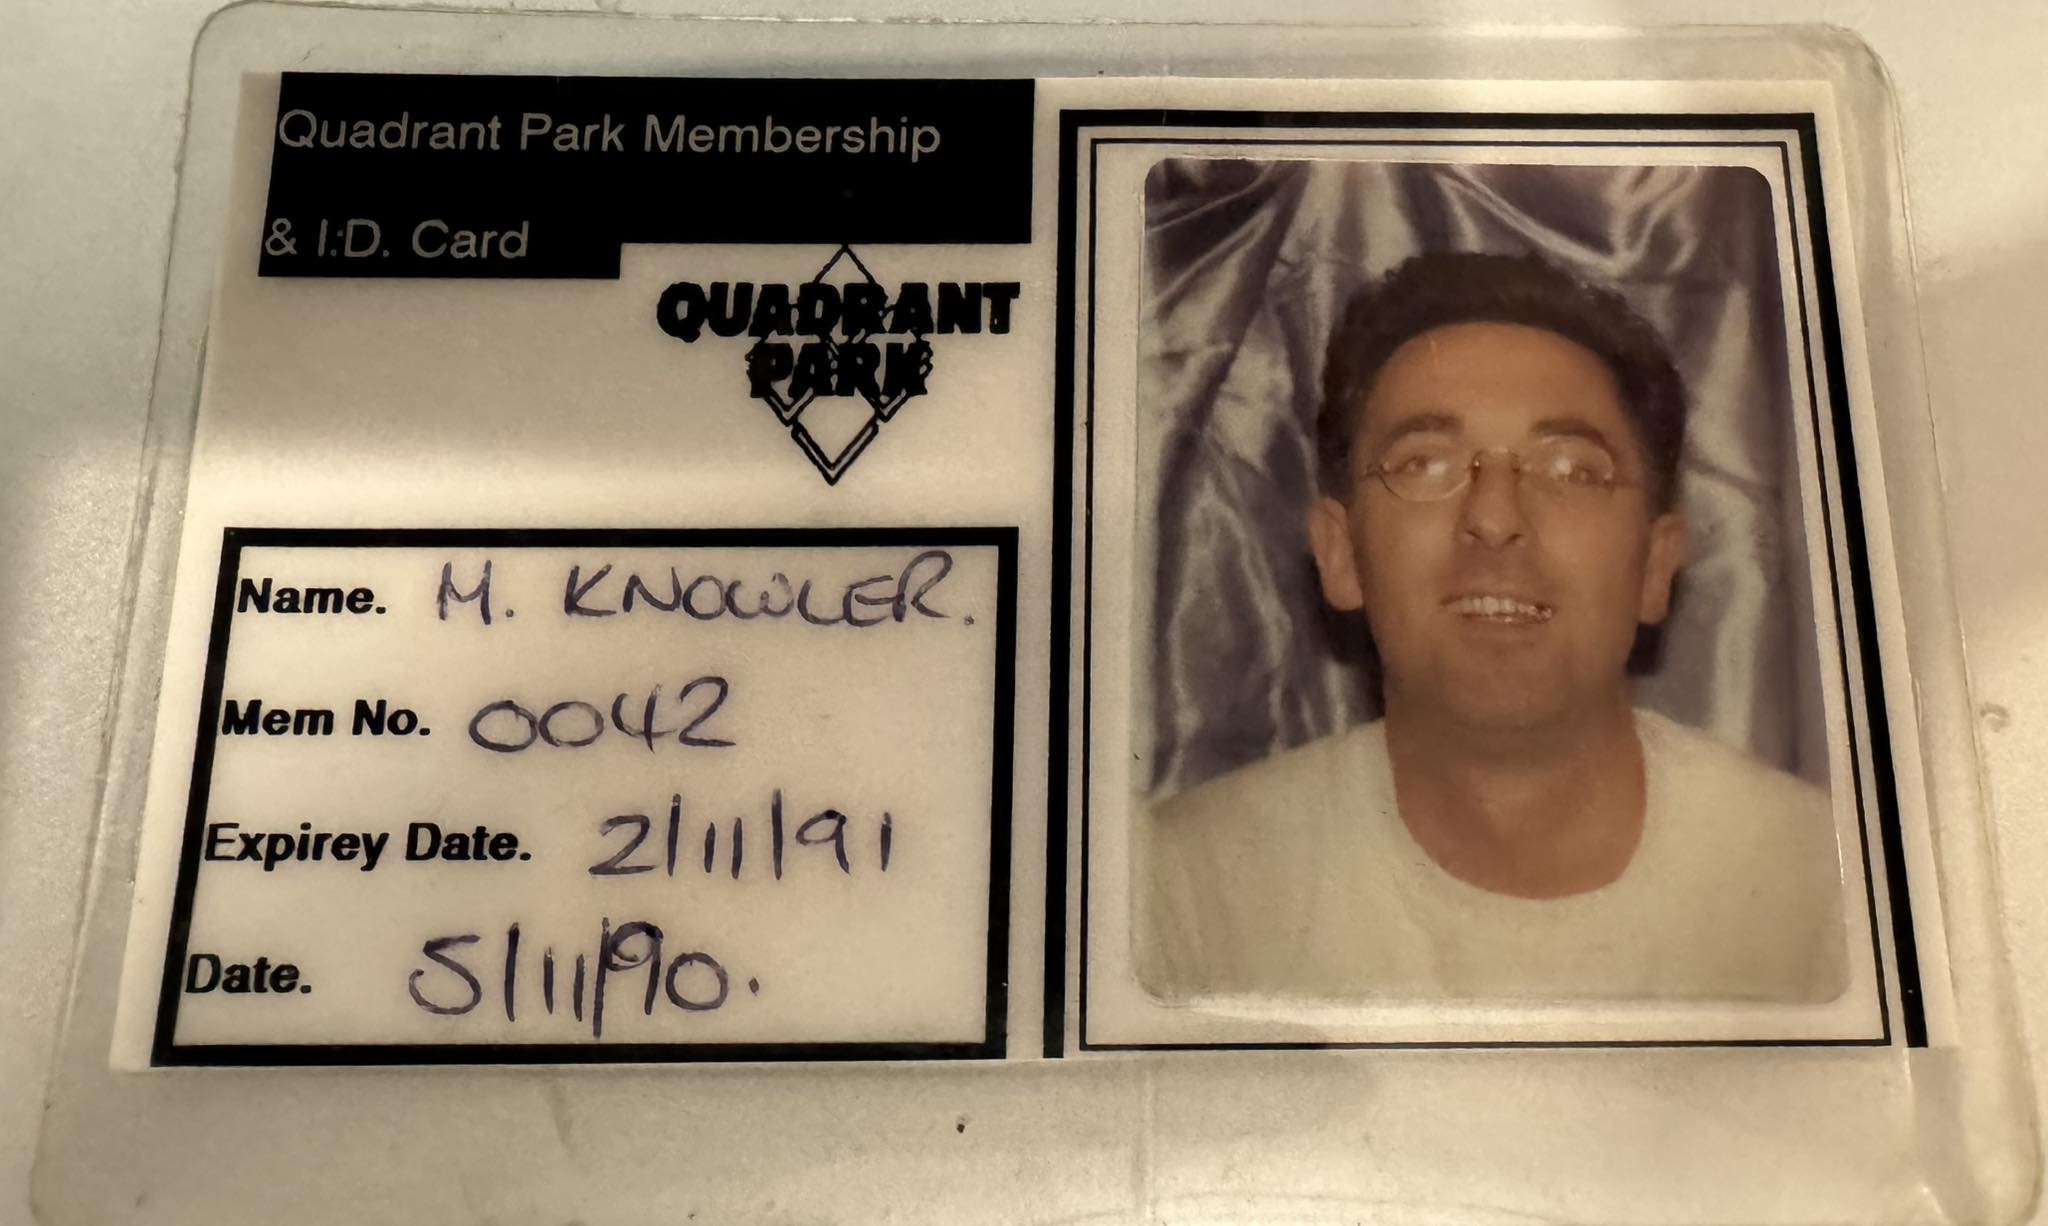 Quadrant Park Membership
& I.D. Card
QUADRANT
PARK
Name. M. KNOWLER.
Mem No. 0042
Expirey Date. 2/11/91
Date. 5/11/90.